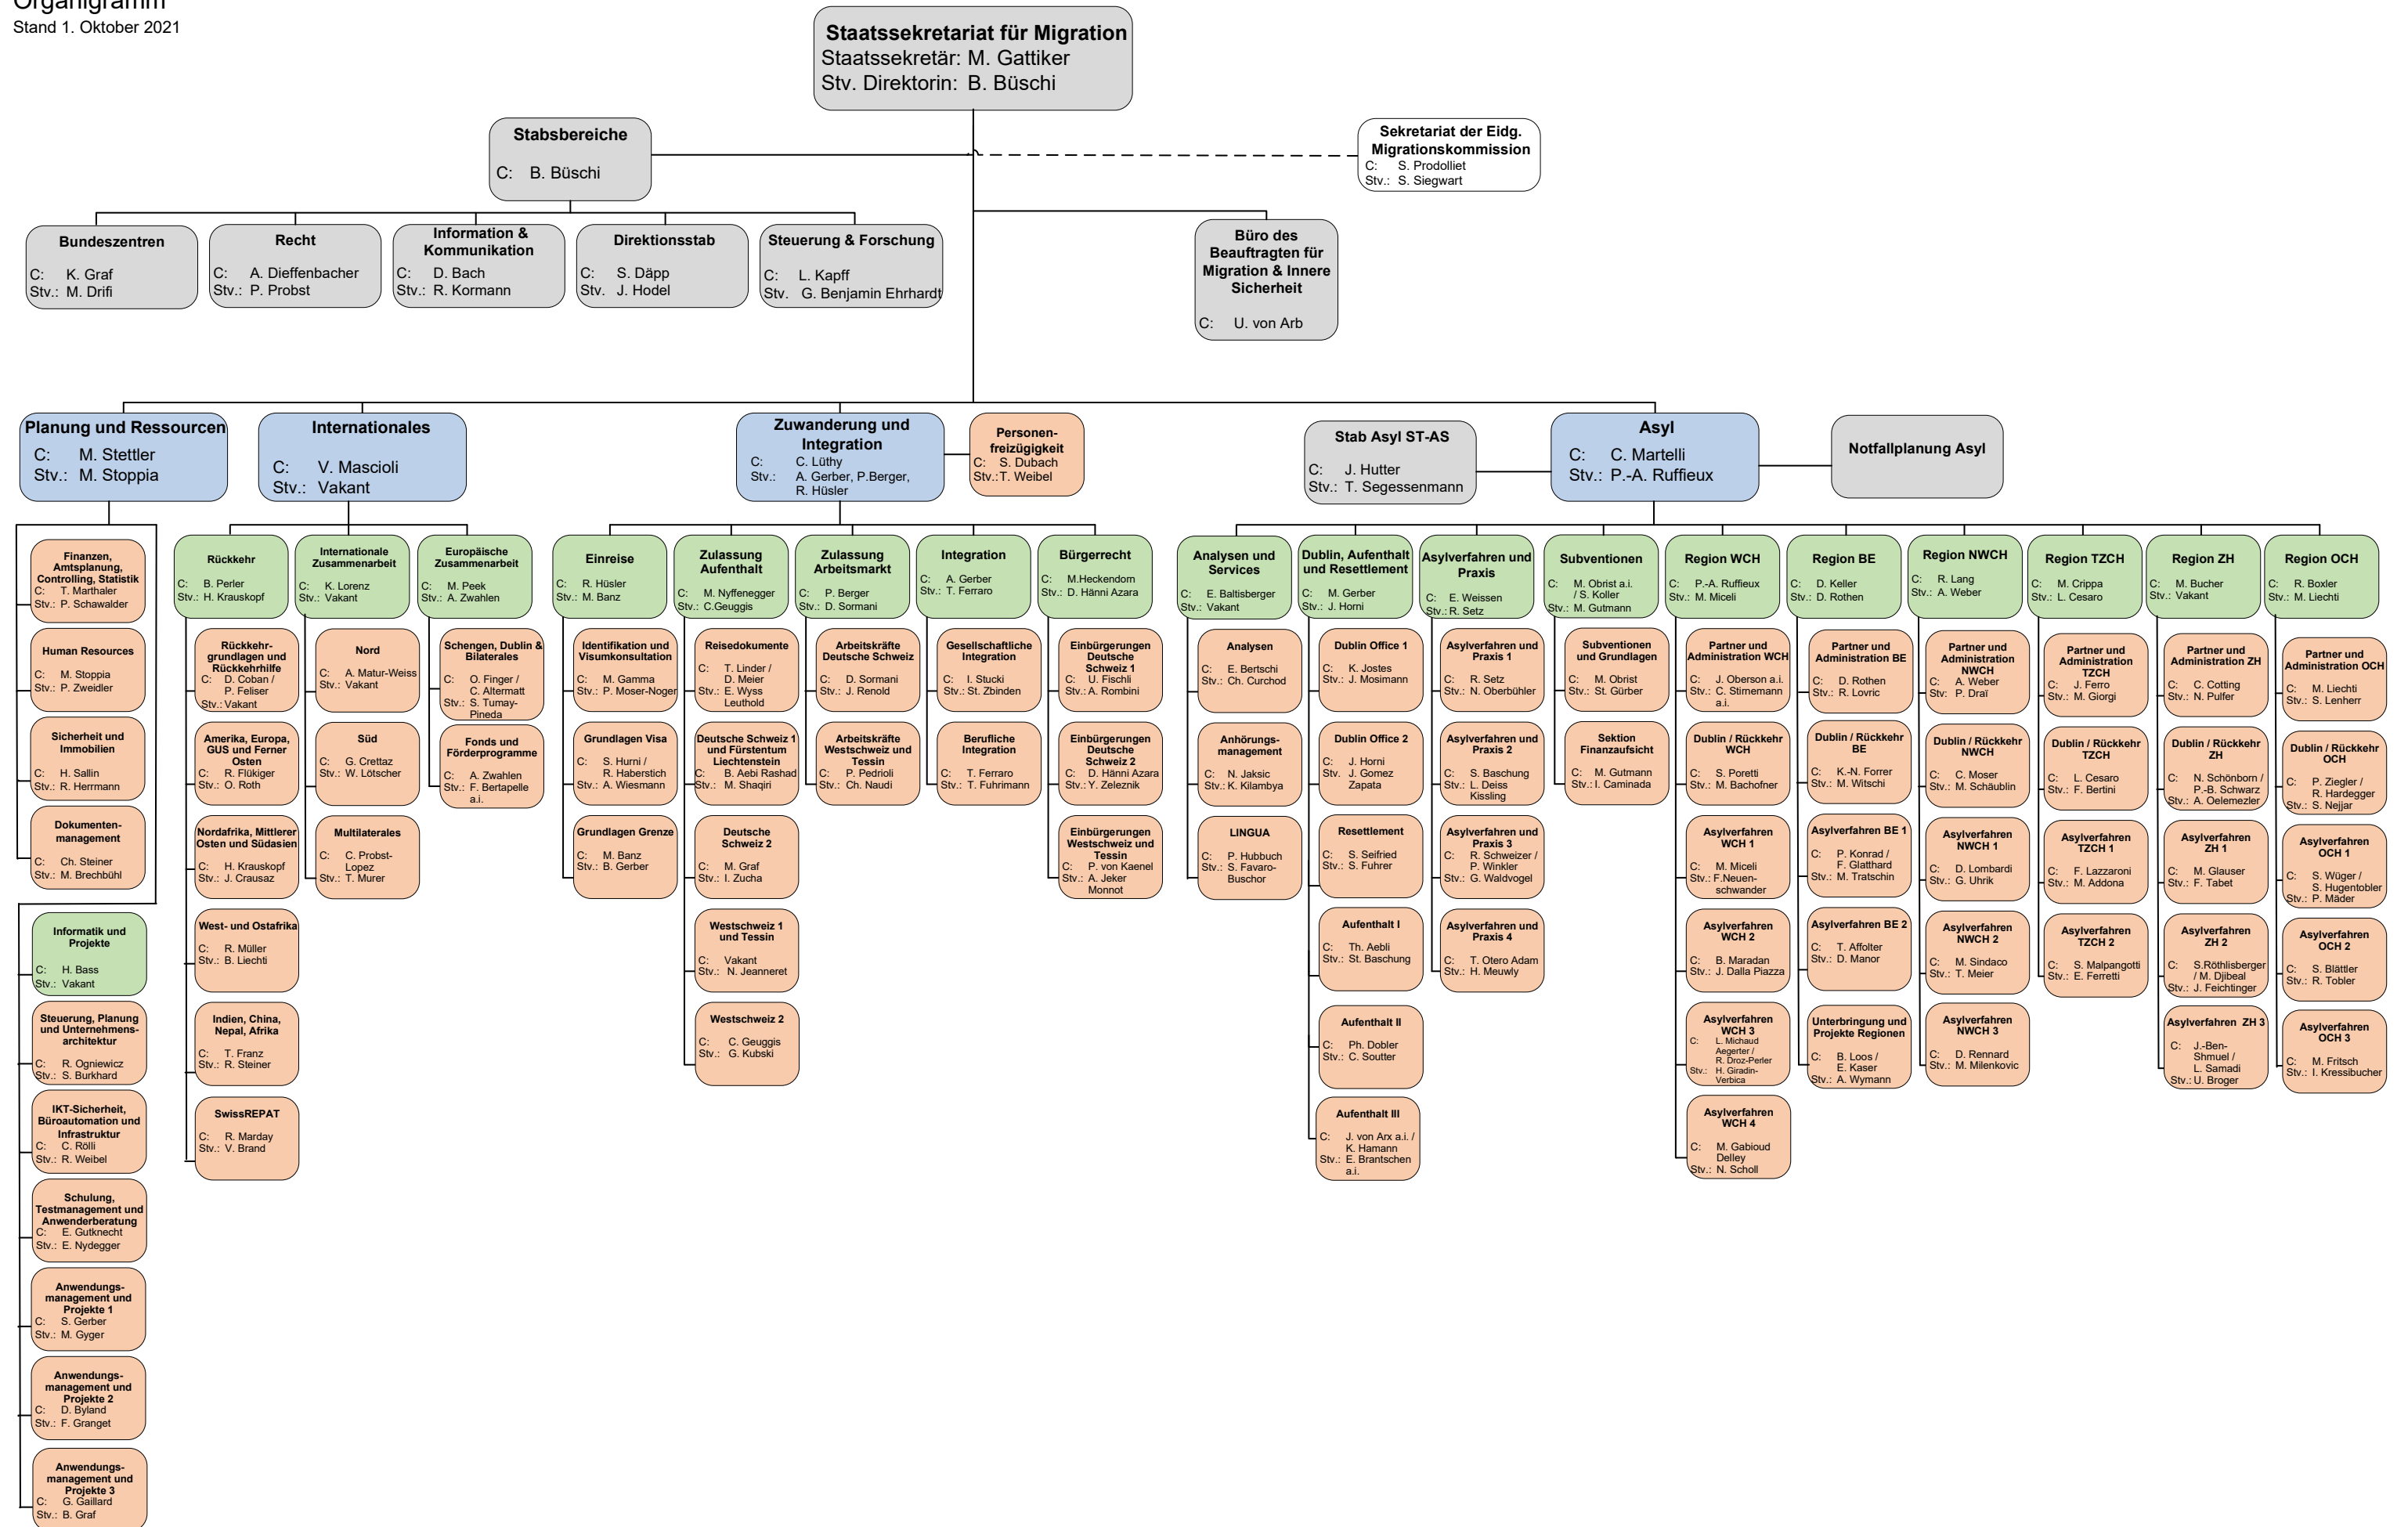 Organigramm
Stand 1. Oktober 2021
Staatssekretariat für Migration
Staatssekretär: M. Gattiker
Stv. Direktorin: B. Büschi
Stabsbereiche
C: B. Büschi
Sekretariat der Eidg.
Migrationskommission
C: S. Prodolliet
Stv.: S. Siegwart
Bundeszentren
C: K. Graf
Stv.: M. Drifi
Recht
C: A. Dieffenbacher
Stv.: P. Probst
Information &
Kommunikation
C: D. Bach
Stv.: R. Kormann
Direktionsstab
C: S. Däpp
Stv. J. Hodel
Steuerung & Forschung
C: L. Kapff
Stv. G. Benjamin Ehrhardt
Büro des
Beauftragten für
Migration & Innere
Sicherheit
C: U. von Arb
Planung und Ressourcen
C: M. Stettler
Stv.: M. Stoppia
Internationales
C: V. Mascioli
Stv.: Vakant
Zuwanderung und
Integration
C: C. Lüthy
Stv.: A. Gerber, P.Berger,
R. Hüsler
Personen-
freizügigkeit
C: S. Dubach
Stv.:T. Weibel
Stab Asyl ST-AS
C: J. Hutter
Stv.: T. Segessenmann
Asyl
C: C. Martelli
Stv.: P.-A. Ruffieux
Notfallplanung Asyl
Finanzen,
Amtsplanung,
Controlling, Statistik
C: T. Marthaler
Stv.: P. Schawalder
Human Resources
C: M. Stoppia
Stv.: P. Zweidler
Sicherheit und
Immobilien
C: H. Sallin
Stv.: R. Herrmann
Dokumenten-
management
C: Ch. Steiner
Stv.: M. Brechbühl
Informatik und
Projekte
C: H. Bass
Stv.: Vakant
Steuerung, Planung
und Unternehmens-
architektur
C: R. Ogniewicz
Stv.: S. Burkhard
IKT-Sicherheit,
Büroautomation und
Infrastruktur
C: C. Rölli
Stv.: R. Weibel
Schulung,
Testmanagement und
Anwenderberatung
C: E. Gutknecht
Stv.: E. Nydegger
Anwendungs-
management und
Projekte 1
C: S. Gerber
Stv.: M. Gyger
Anwendungs-
management und
Projekte 2
C: D. Byland
Stv.: F. Granget
Anwendungs-
management und
Projekte 3
C: G. Gaillard
Stv.: B. Graf
Rückkehr
C: B. Perler
Stv.: H. Krauskopf
Rückkehr-
grundlagen und
Rückkehrhilfe
C: D. Coban /
P. Feliser
Stv.: Vakant
Amerika, Europa,
GUS und Ferner
Osten
C: R. Flükiger
Stv.: O. Roth
Nordafrika, Mittlerer
Osten und Südasien
C: H. Krauskopf
Stv.: J. Crausaz
West- und Ostafrika
C: R. Müller
Stv.: B. Liechti
Indien, China,
Nepal, Afrika
C: T. Franz
Stv.: R. Steiner
SwissREPAT
C: R. Marday
Stv.: V. Brand
Internationale
Zusammenarbeit
C: K. Lorenz
Stv.: Vakant
Nord
C: A. Matur-Weiss
Stv.: Vakant
Süd
C: G. Crettaz
Stv.: W. Lötscher
Multilaterales
C: C. Probst-
Lopez
Stv.: T. Murer
Europäische
Zusammenarbeit
C: M. Peek
Stv.: A. Zwahlen
Schengen, Dublin &
Bilaterales
C: O. Finger /
C. Altermatt
Stv.: S. Tumay-
Pineda
Fonds und
Förderprogramme
C: A. Zwahlen
Stv.: F. Bertapelle
a.i.
Einreise
C: R. Hüsler
Stv.: M. Banz
Identifikation und
Visumkonsultation
C: M. Gamma
Stv.: P. Moser-Noger
Grundlagen Visa
C: S. Hurni /
R. Haberstich
Stv.: A. Wiesmann
Grundlagen Grenze
C: M. Banz
Stv.: B. Gerber
Zulassung
Aufenthalt
C: M. Nyffenegger
Stv.: C.Geuggis
Reisedokumente
C: T. Linder /
D. Meier
Stv.: E. Wyss
Leuthold
Deutsche Schweiz 1
und Fürstentum
Liechtenstein
C: B. Aebi Rashad
Stv.: M. Shaqiri
Deutsche
Schweiz 2
C: M. Graf
Stv.: I. Zucha
Westschweiz 1
und Tessin
C: Vakant
Stv.: N. Jeanneret
Westschweiz 2
C: C. Geuggis
Stv.: G. Kubski
Zulassung
Arbeitsmarkt
C: P. Berger
Stv.: D. Sormani
Arbeitskräfte
Deutsche Schweiz
C: D. Sormani
Stv.: J. Renold
Arbeitskräfte
Westschweiz und
Tessin
C: P. Pedrioli
Stv.: Ch. Naudi
Integration
C: A. Gerber
Stv.: T. Ferraro
Gesellschaftliche
Integration
C: I. Stucki
Stv.: St. Zbinden
Berufliche
Integration
C: T. Ferraro
Stv.: T. Fuhrimann
Bürgerrecht
C: M.Heckendorn
Stv.: D. Hänni Azara
Einbürgerungen
Deutsche
Schweiz 1
C: U. Fischli
Stv.: A. Rombini
Einbürgerungen
Deutsche
Schweiz 2
C: D. Hänni Azara
Stv.: Y. Zeleznik
Einbürgerungen
Westschweiz und
Tessin
C: P. von Kaenel
Stv.: A. Jeker
Monnot
Analysen und
Services
C: E. Baltisberger
Stv.: Vakant
Analysen
C: E. Bertschi
Stv.: Ch. Curchod
Anhörungs-
management
C: N. Jaksic
Stv.: K. Kilambya
LINGUA
C: P. Hubbuch
Stv.: S. Favaro-
Buschor
Dublin, Aufenthalt
und Resettlement
C: M. Gerber
Stv.: J. Horni
Dublin Office 1
C: K. Jostes
Stv.: J. Mosimann
Dublin Office 2
C: J. Horni
Stv. J. Gomez
Zapata
Resettlement
C: S. Seifried
Stv.: S. Fuhrer
Aufenthalt I
C: Th. Aebli
Stv.: St. Baschung
Aufenthalt II
C: Ph. Dobler
Stv.: C. Soutter
Aufenthalt III
C: J. von Arx a.i. /
K. Hamann
Stv.: E. Brantschen
a.i.
Asylverfahren und
Praxis
C: E. Weissen
Stv.: R. Setz
Asylverfahren und
Praxis 1
C: R. Setz
Stv.: N. Oberbühler
Asylverfahren und
Praxis 2
C: S. Baschung
Stv.: L. Deiss
Kissling
Asylverfahren und
Praxis 3
C: R. Schweizer /
P. Winkler
Stv.: G. Waldvogel
Asylverfahren und
Praxis 4
C: T. Otero Adam
Stv.: H. Meuwly
Subventionen
C: M. Obrist a.i.
/ S. Koller
Stv.: M. Gutmann
Subventionen
und Grundlagen
C: M. Obrist
Stv.: St. Gürber
Sektion
Finanzaufsicht
C: M. Gutmann
Stv.: I. Caminada
Region WCH
C: P.-A. Ruffieux
Stv.: M. Miceli
Partner und
Administration WCH
C: J. Oberson a.i.
Stv.: C. Stirnemann
a.i.
Dublin / Rückkehr
WCH
C: S. Poretti
Stv.: M. Bachofner
Asylverfahren
WCH 1
C: M. Miceli
Stv.: F.Neuen-
schwander
Asylverfahren
WCH 2
C: B. Maradan
Stv.: J. Dalla Piazza
Asylverfahren
WCH 3
C: L. Michaud
Aegerter /
R. Droz-Perler
Stv.: H. Giradin-
Verbica
Asylverfahren
WCH 4
C: M. Gabioud
Delley
Stv.: N. Scholl
Region BE
C: D. Keller
Stv.: D. Rothen
Partner und
Administration BE
C: D. Rothen
Stv.: R. Lovric
Dublin / Rückkehr
BE
C: K.-N. Forrer
Stv.: M. Witschi
Asylverfahren BE 1
C: P. Konrad /
F. Glatthard
Stv.: M. Tratschin
Asylverfahren BE 2
C: T. Affolter
Stv.: D. Manor
Unterbringung und
Projekte Regionen
C: B. Loos /
E. Kaser
Stv.: A. Wymann
Region NWCH
C: R. Lang
Stv.: A. Weber
Partner und
Administration
NWCH
C: A. Weber
Stv: P. Draï
Dublin / Rückkehr
NWCH
C: C. Moser
Stv.: M. Schäublin
Asylverfahren
NWCH 1
C: D. Lombardi
Stv.: G. Uhrik
Asylverfahren
NWCH 2
C: M. Sindaco
Stv.: T. Meier
Asylverfahren
NWCH 3
C: D. Rennard
Stv.: M. Milenkovic
Region TZCH
C: M. Crippa
Stv.: L. Cesaro
Partner und
Administration
TZCH
C: J. Ferro
Stv.: M. Giorgi
Dublin / Rückkehr
TZCH
C: L. Cesaro
Stv.: F. Bertini
Asylverfahren
TZCH 1
C: F. Lazzaroni
Stv.: M. Addona
Asylverfahren
TZCH 2
C: S. Malpangotti
Stv.: E. Ferretti
Region ZH
C: M. Bucher
Stv.: Vakant
Partner und
Administration ZH
C: C. Cotting
Stv.: N. Pulfer
Dublin / Rückkehr
ZH
C: N. Schönborn /
P.-B. Schwarz
Stv.: A. Oelemezler
Asylverfahren
ZH 1
C: M. Glauser
Stv.: F. Tabet
Asylverfahren
ZH 2
C: S.Röthlisberger
/ M. Djibeal
Stv.: J. Feichtinger
Asylverfahren ZH 3
C: J.-Ben-
Shmuel /
L. Samadi
Stv.: U. Broger
Region OCH
C: R. Boxler
Stv.: M. Liechti
Partner und
Administration OCH
C: M. Liechti
Stv.: S. Lenherr
Dublin / Rückkehr
OCH
C: P. Ziegler /
R. Hardegger
Stv.: S. Nejjar
Asylverfahren
OCH 1
C: S. Wüger /
S. Hugentobler
Stv.: P. Mäder
Asylverfahren
OCH 2
C: S. Blättler
Stv.: R. Tobler
Asylverfahren
OCH 3
C: M. Fritsch
Stv.: I. Kressibucher